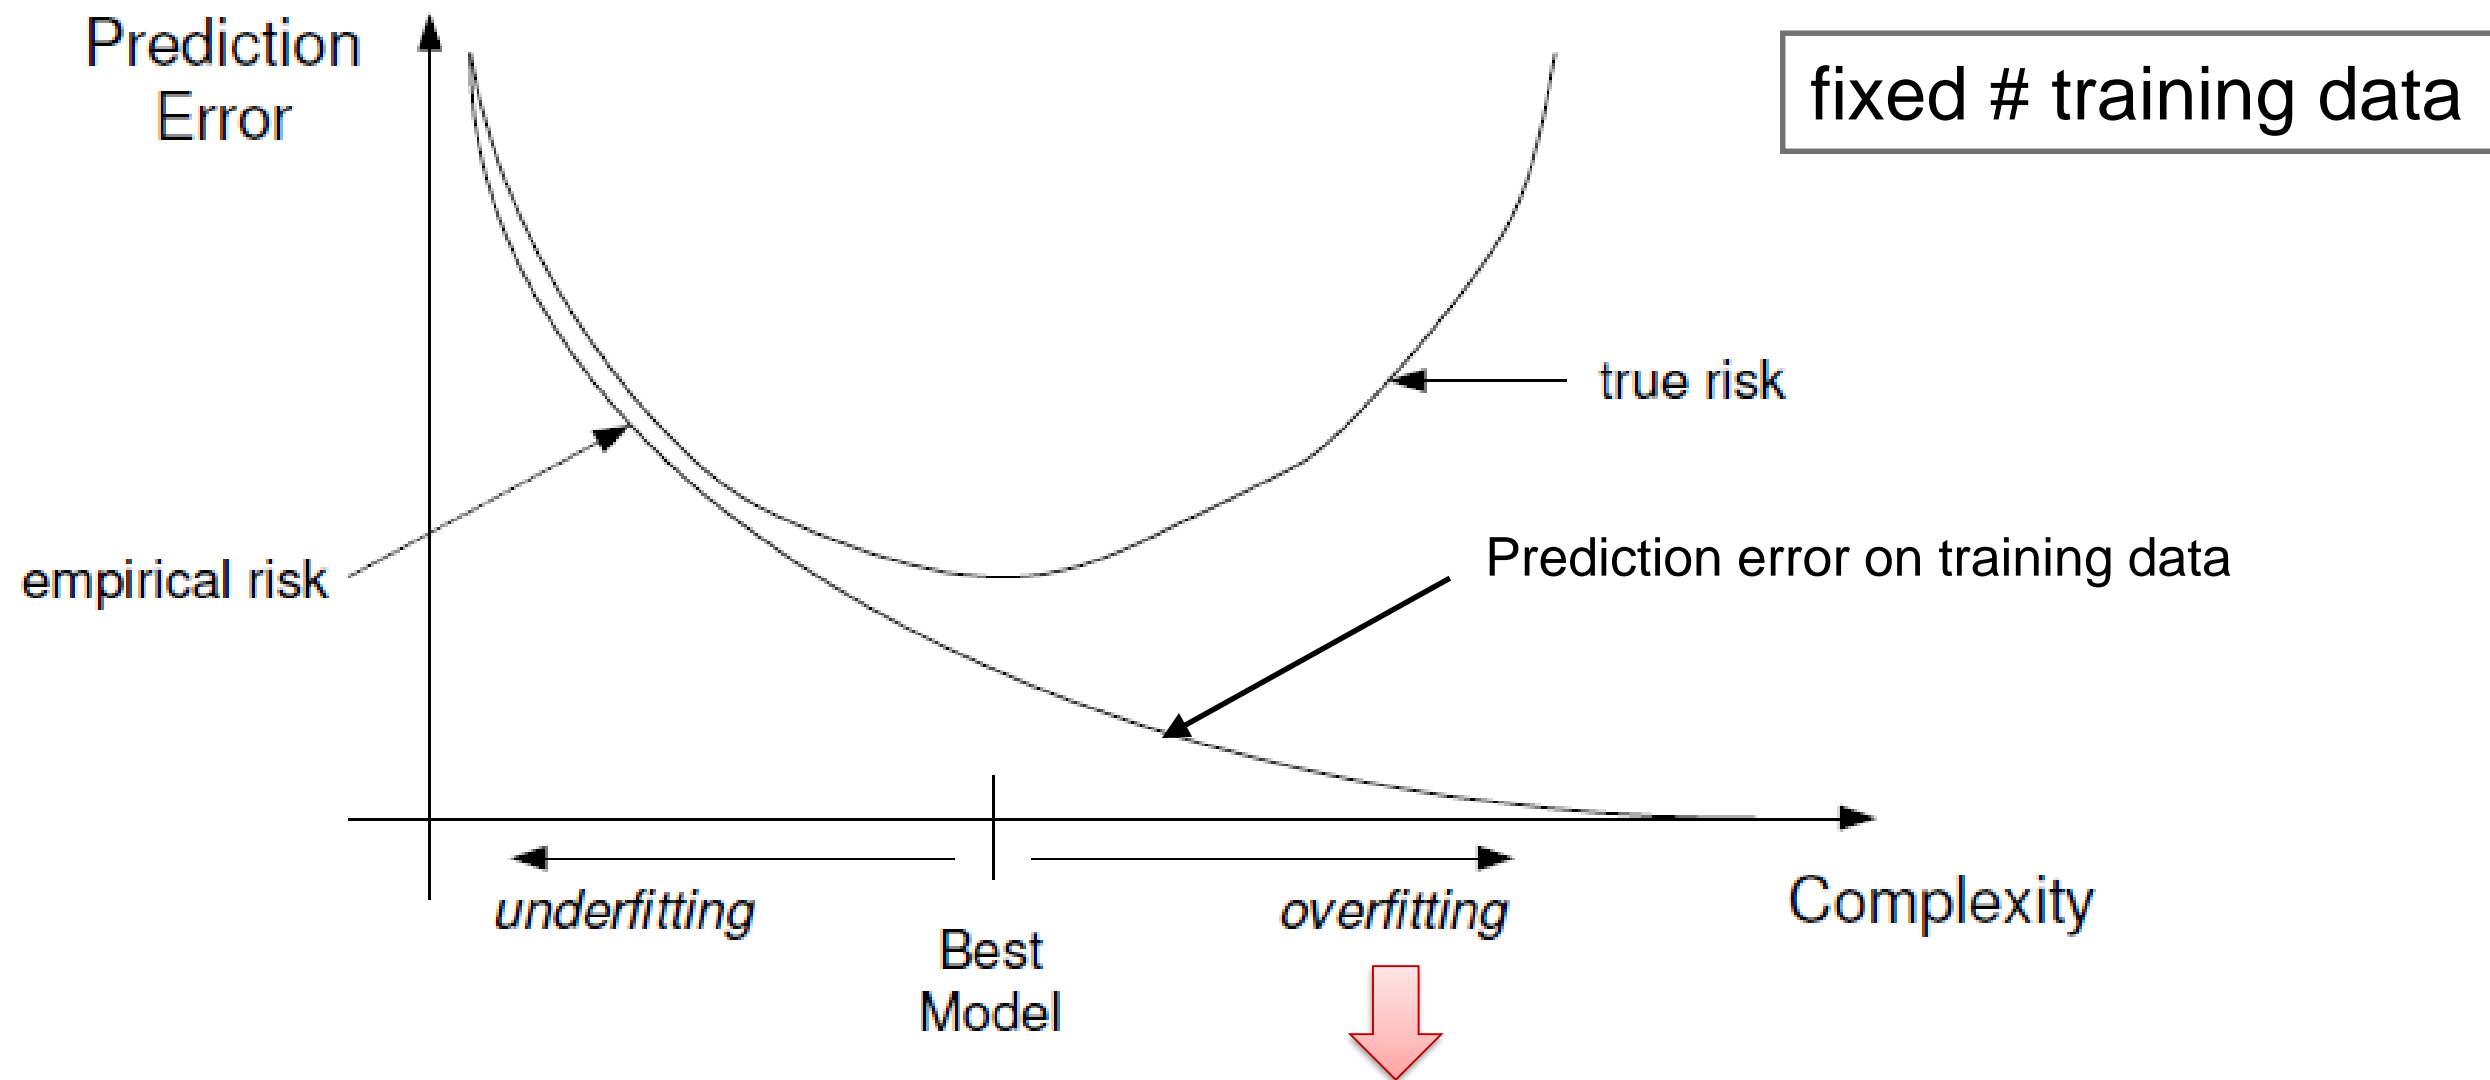 Prediction
Error
fixed # training data
true risk
Prediction error on training data
empirical risk
underfitting
overfitting
Complexity
Best
Model